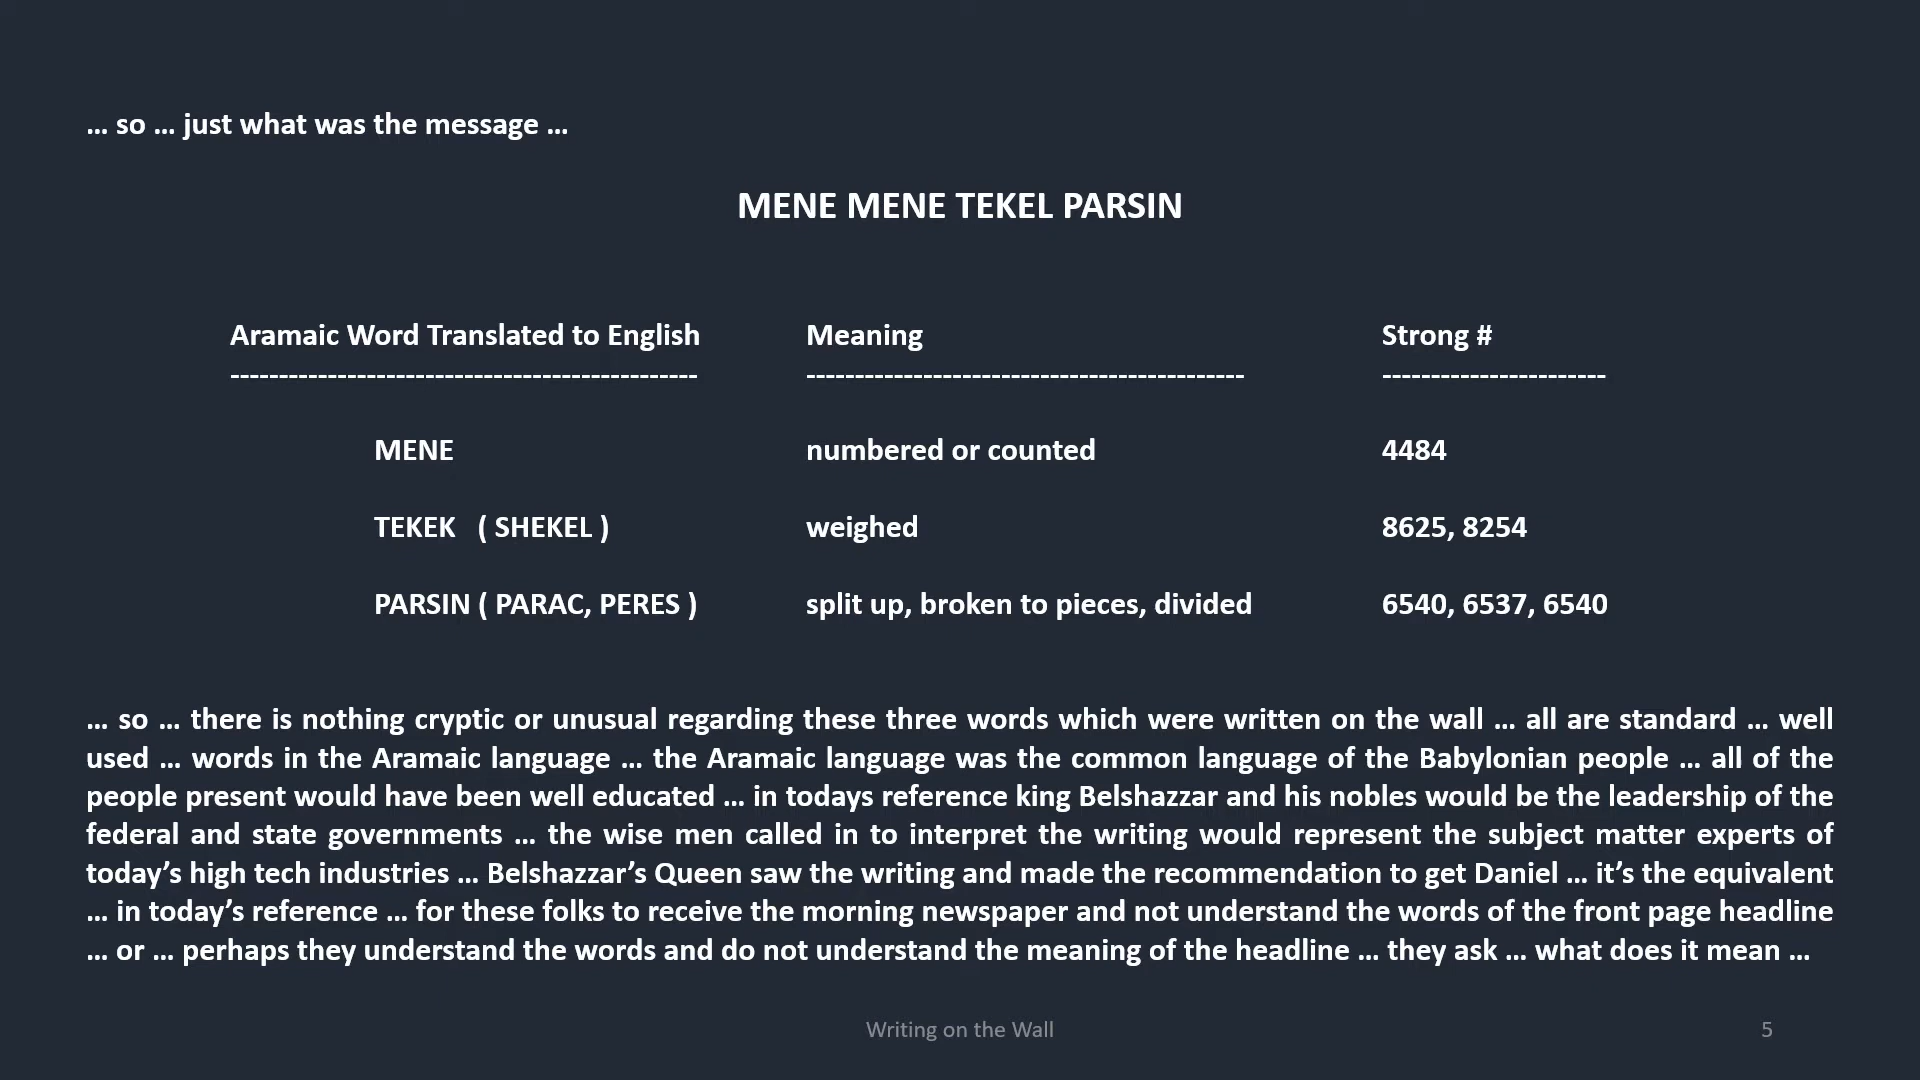 … so … just what was the message …
MENE MENE TEKEL PARSIN
Aramaic Word Translated to English Meaning Strong #
------------------------------------------------ --------------------------------------------- -----------------------
MENE numbered or counted 4484
TEKEK ( SHEKEL ) weighed 8625, 8254
PARSIN ( PARAC, PERES ) split up, broken to pieces, divided 6540, 6537, 6540
… so … there is nothing cryptic or unusual regarding these three words which were written on the wall … all are standard … well
used … words in the Aramaic language … the Aramaic language was the common language of the Babylonian people … all of the
people present would have been well educated … in todays reference king Belshazzar and his nobles would be the leadership of the
federal and state governments … the wise men called in to interpret the writing would represent the subject matter experts of
today’s high tech industries … Belshazzar’s Queen saw the writing and made the recommendation to get Daniel … it’s the equivalent
… in today’s reference … for these folks to receive the morning newspaper and not understand the words of the front page headline
… or … perhaps they understand the words and do not understand the meaning of the headline … they ask … what does it mean …
Writing on the Wall 5